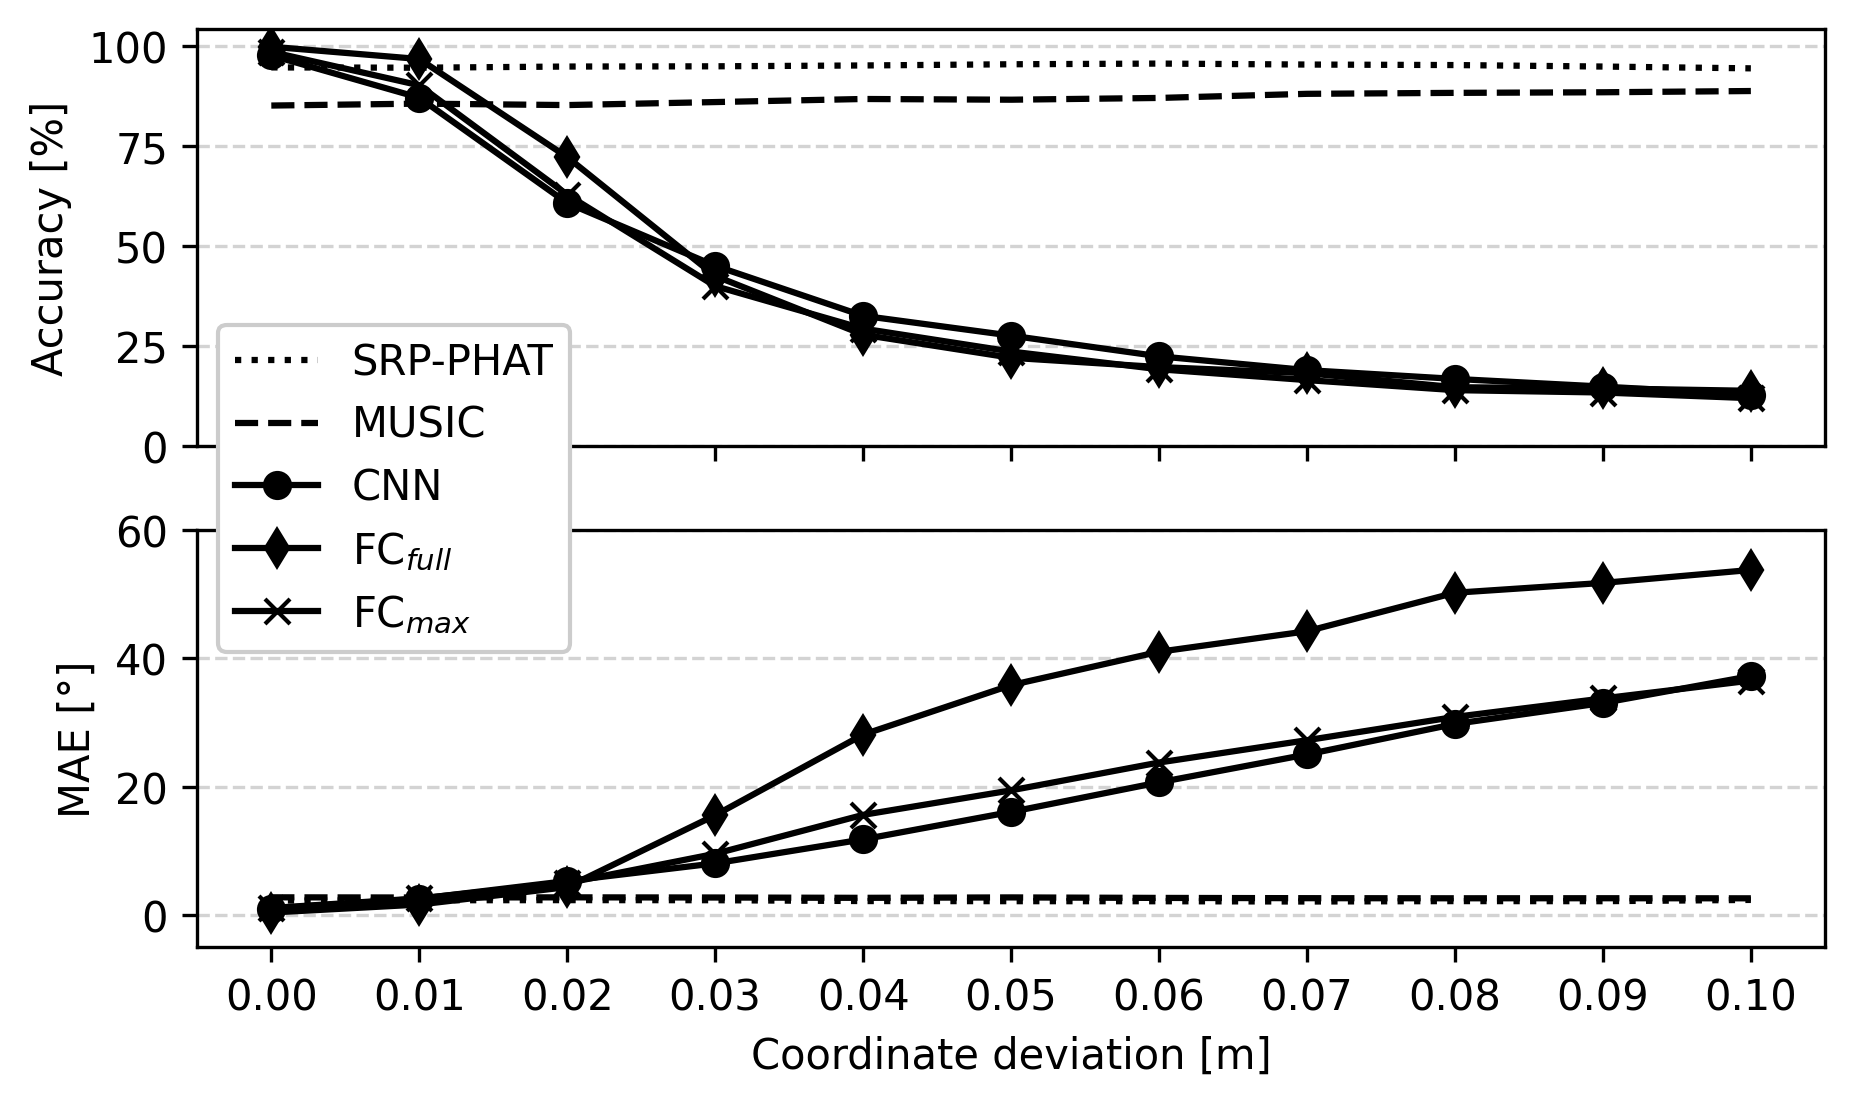 100
75
50
25
0
Accuracy [%]
SRP-PHAT
MUSIC
CNN
FC_full
FC_max
60
40
20
0
MAE [°]
0.00 0.01 0.02 0.03 0.04 0.05 0.06 0.07 0.08 0.09 0.10
Coordinate deviation [m]